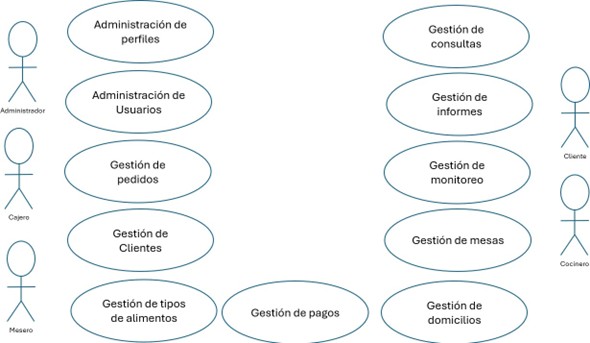 Administración de
perfiles
Gestión de
consultas
Administrador
Administración de
Usuarios
Gestión de
informes
Cliente
Cajero
Gestión de
pedidos
Gestión de
monitoreo
Gestión de
Clientes
Gestión de mesas
Cocinero
Mesero
Gestión de tipos
de alimentos
Gestión de pagos
Gestión de
domicilios